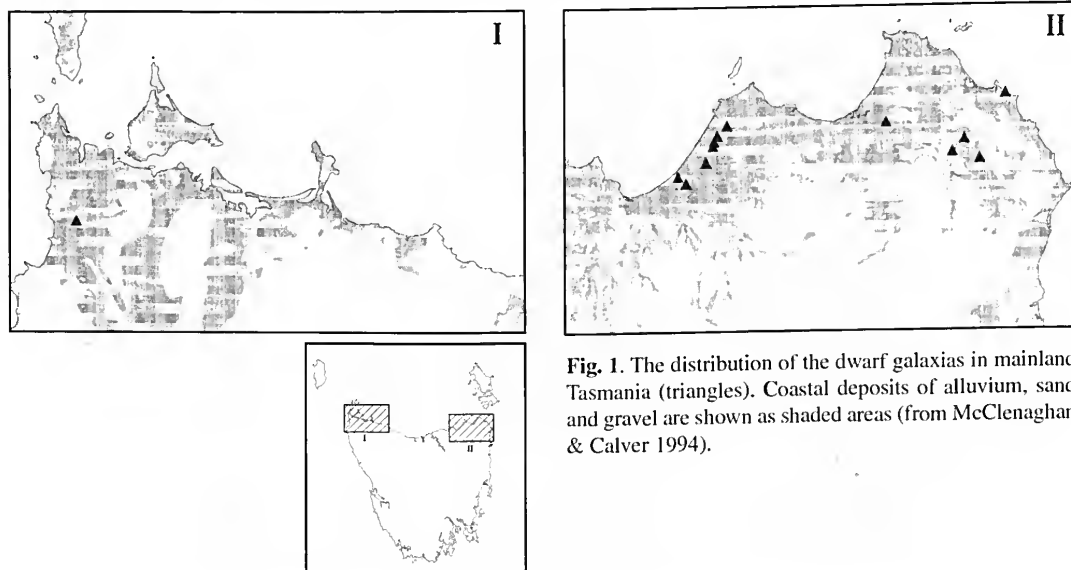 I
II
Fig. 1. The distribution of the dwarf galaxias in mainland
Tasmania (triangles). Coastal deposits of alluvium, sand
and gravel are shown as shaded areas (from McClenaghan
& Calver 1994).
I
II